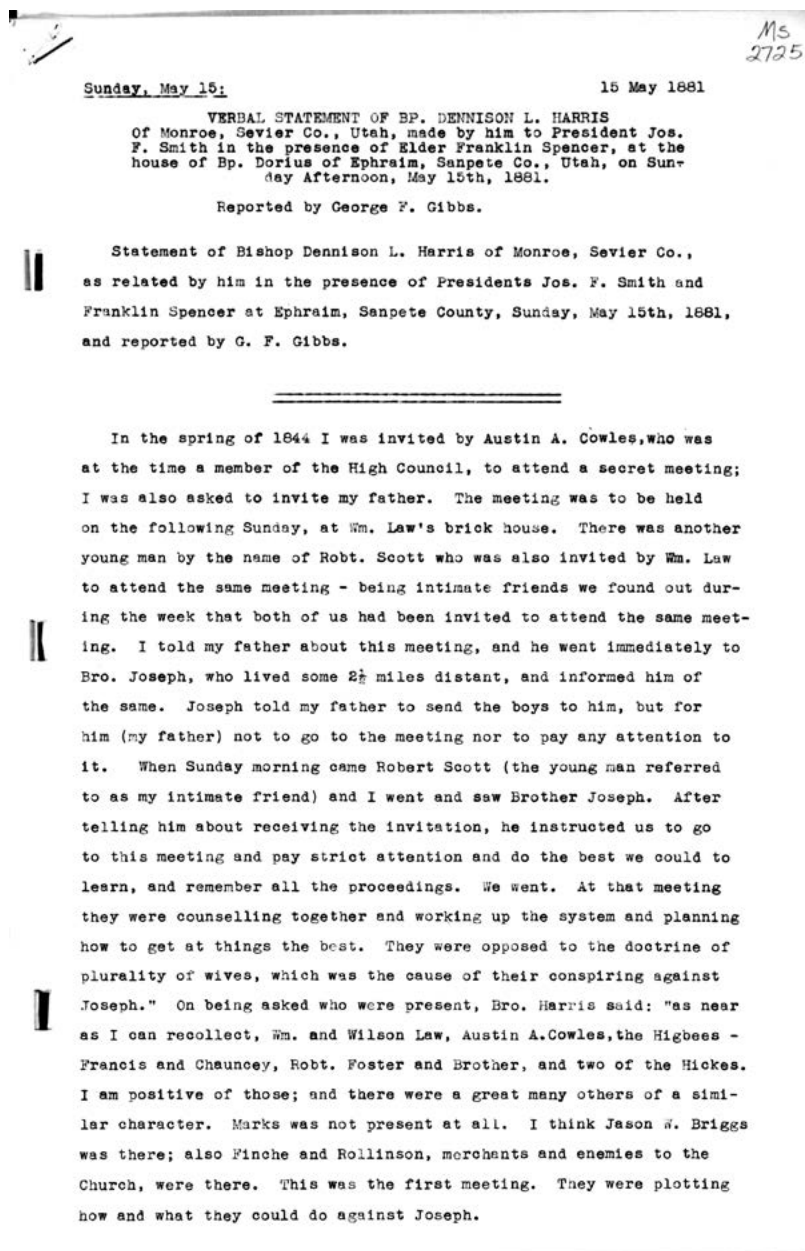 Ms
2725
Sunday, May 15:
15 May 1881
VERBAL STATEMENT OF BP. DENNISON L. HARRIS
Of Monroe, Sevier Co., Utah, made by him to President Jos.
F. Smith in the presence of Elder Franklin Spencer, at the
house of Bp. Dorius of Ephraim, Sanpete Co., Utah, on Sun-
day Afternoon, May 15th, 1881.
Reported by George F. Gibbs.
Statement of Bishop Dennison L. Harris of Monroe, Sevier Co.,
as related by him in the presence of Presidents Jos. F. Smith and
Franklin Spencer at Ephraim, Sanpete County, Sunday, May 15th, 1881,
and reported by G. F. Gibbs.
In the spring of 1844 I was invited by Austin A. Cowles,who was
at the time a member of the High Council, to attend a secret meeting;
I was also asked to invite my father. The meeting was to be held
on the following Sunday, at Wm. Law's brick house. There was another
young man by the name of Robt. Scott who was also invited by Wm. Law
to attend the same meeting - being intimate friends we found out dur-
ing the week that both of us had been invited to attend the same meet-
ing. I told my father about this meeting, and he went immediately to
Bro. Joseph, who lived some 2½ miles distant, and informed him of
the same. Joseph told my father to send the boys to him, but for
him (my father) not to go to the meeting nor to pay any attention to
it. When Sunday morning came Robert Scott (the young man referred
to as my intimate friend) and I went and saw Brother Joseph. After
telling him about receiving the invitation, he instructed us to go
to this meeting and pay strict attention and do the best we could to
learn, and remember all the proceedings. We went. At that meeting
they were counselling together and working up the system and planning
how to get at things the best. They were opposed to the doctrine of
plurality of wives, which was the cause of their conspiring against
Joseph." On being asked who were present, Bro. Harris said: "as near
as I can recollect, Wm. and Wilson Law, Austin A.Cowles,the Higbees -
Francis and Chauncey, Robt. Foster and Brother, and two of the Hickes.
I am positive of those; and there were a great many others of a simi-
lar character. Marks was not present at all. I think Jason W. Briggs
was there; also Finche and Rollinson, merchants and enemies to the
Church, were there. This was the first meeting. They were plotting
how and what they could do against Joseph.